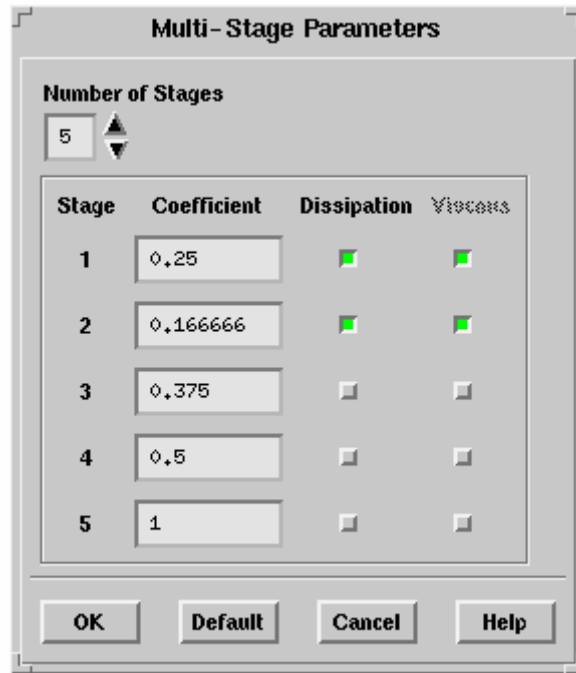 Multi-Stage Parameters
Number of Stages
5
Stage Coefficient Dissipation Viscous
1 0.25
2 0.166666
3 0.375
4 0.5
5 1
OK Default Cancel Help